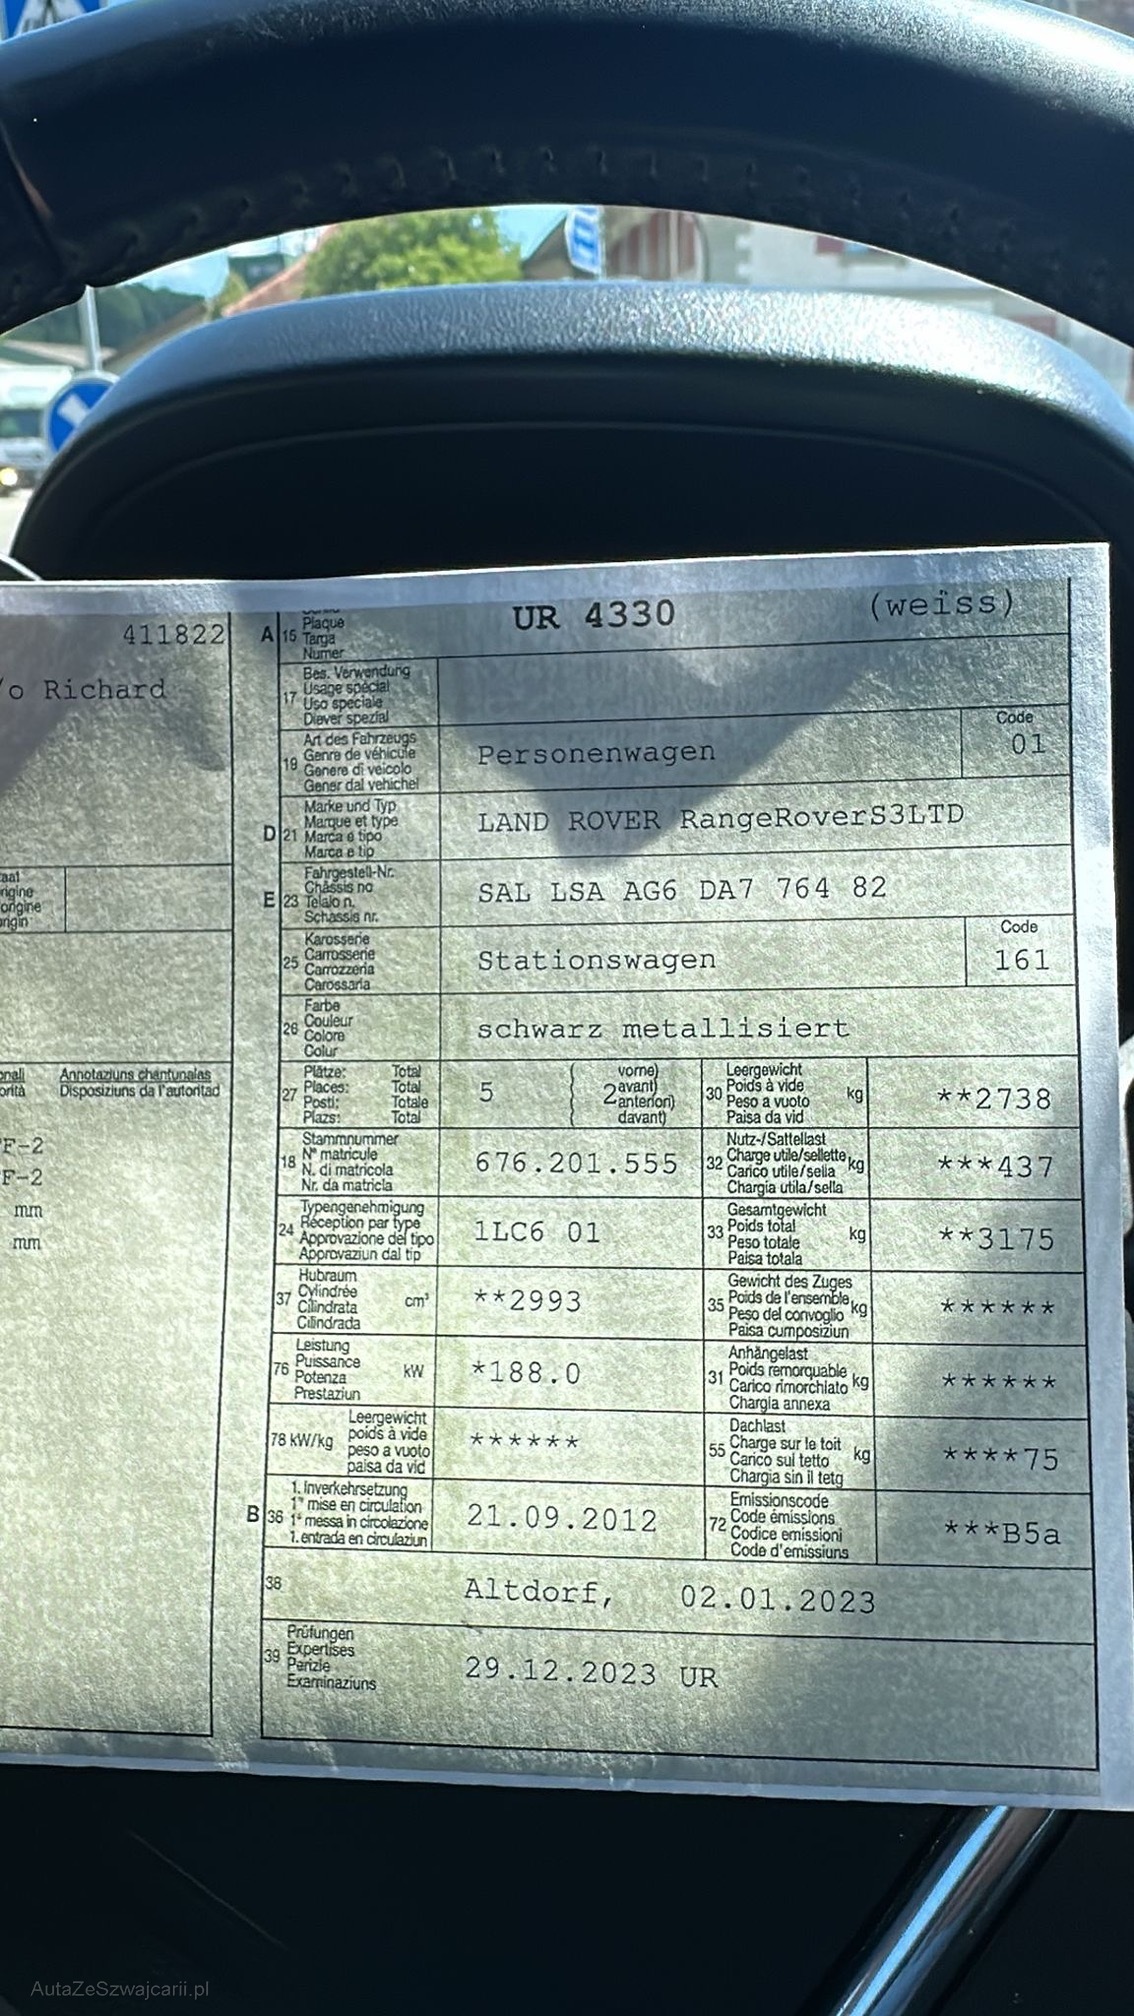 411822
/o Richard
A 15 Plaque
Targa
Numer
UR 4330 (weiss)
17 Bes. Verwendung
Usage spécial
Uso speciale
Diever spezial
19 Art des Fahrzeugs
Genre de véhicule
Genere di veicolo
Gener dal vehichel
Personenwagen
Code
01
D 21 Marke und Typ
Marque et type
Marca e tipo
Marca e tip
LAND ROVER RangeRoverS3LTD
E 23 Fahrgestell-Nr.
Châssis no
Telaio n.
Schassis nr.
SAL LSA AG6 DA7 764 82
25 Karosserie
Carrosserie
Carrozzeria
Carossaria
Stationswagen
Code
161
26 Farbe
Couleur
Colore
Colur
schwarz metallisiert
27 Plätze: Total
Places: Total
Posti: Totale
Plazs: Total
5
2
vorne)
avant)
anteriori)
davant)
30 Leergewicht
Poids à vide
Peso a vuoto
Paisa da vid
kg
**2738
18 Stammnummer
N° matricule
N. di matricola
Nr. da matricla
676.201.555
32 Nutz-/Sattellast
Charge utile/sellette
Carico utile/sella
Chargia utila/sella
kg
***437
24 Typengenehmigung
Réception par type
Approvazione del tipo
Approvaziun dal tip
1LC6 01
33 Gesamtgewicht
Poids total
Peso totale
Paisa totala
kg
**3175
37 Hubraum
Cylindrée
Cilindrata
Cilindrada
cm³
**2993
35 Gewicht des Zuges
Poids de l'ensemble
Peso del convoglio
Paisa cumposiziun
kg
******
76 Leistung
Puissance
Potenza
Prestaziun
kW
*188.0
31 Anhängelast
Poids remorquable
Carico rimorchiato
Chargia annexa
kg
******
78 kW/kg
Leergewicht
poids à vide
peso a vuoto
paisa da vid
******
55 Dachlast
Charge sur le toit
Carico sul tetto
Chargia sin il tetg
kg
****75
B 36 1. Inverkehrsetzung
1re mise en circulation
1a messa in circolazione
1. entrada en circulaziun
21.09.2012
72 Emissionscode
Code émissions
Codice emissioni
Code d'emissiuns
***B5a
38
Altdorf, 02.01.2023
39 Prüfungen
Expertises
Perizie
Examinaziuns
29.12.2023 UR
Annotaziuns chantunalas
Disposiziuns da l'autoritad
F-2
F-2
mm
mm
AutaZeSzwajcarii.pl